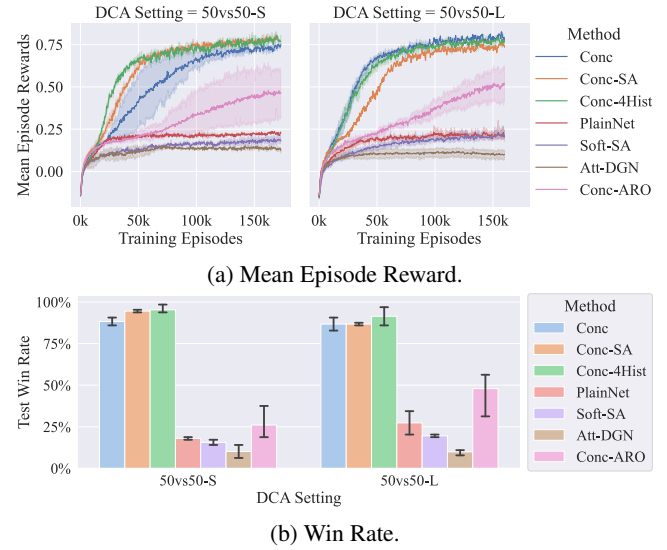 DCA Setting = 50vs50-S
DCA Setting = 50vs50-L
Mean Episode Rewards
0.75
0.50
0.25
0.00
0k
50k
100k
150k
Training Episodes
0k
50k
100k
150k
Training Episodes
Method
Conc
Conc-SA
Conc-4Hist
PlainNet
Soft-SA
Att-DGN
Conc-ARO
(a) Mean Episode Reward.
Test Win Rate
100%
75%
50%
25%
0%
50vs50-S
50vs50-L
DCA Setting
Method
Conc
Conc-SA
Conc-4Hist
PlainNet
Soft-SA
Att-DGN
Conc-ARO
(b) Win Rate.